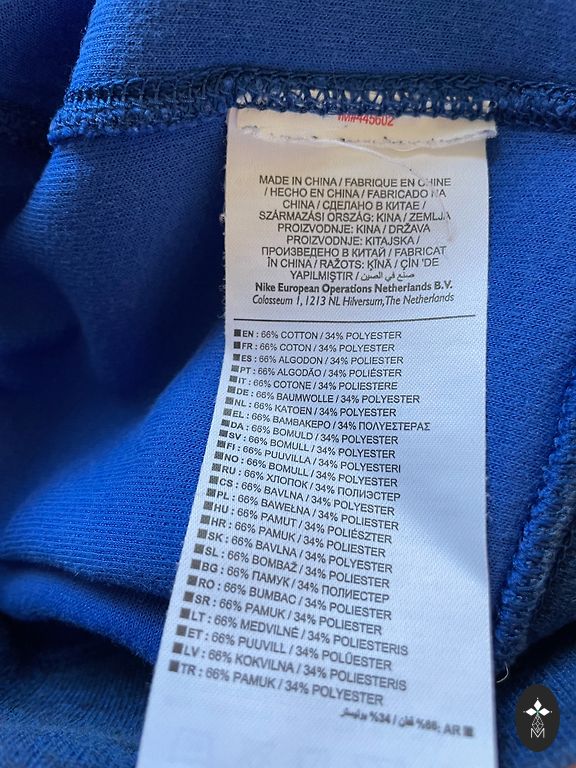 IM#445602
MADE IN CHINA / FABRIQUE EN CHINE
/ HECHO EN CHINA / FABRICADO NA
CHINA / СДЕЛАНО В КИТАЕ /
SZÁRMAZÁSI ORSZÁG: KINA / ZEMLJA
PROIZVODNJE: KINA / DRŽAVA
PROIZVODNJE: KITAJSKA /
ПРОИЗВЕДЕНО В КИТАЙ / FABRICAT
ÎN CHINA / RAŽOTS: ĶĪNĀ / ÇİN 'DE
YAPILMIŞTIR / صنع في الصين
Nike European Operations Netherlands B.V.
Colosseum 1, 1213 NL Hilversum, The Netherlands
EN : 66% COTTON / 34% POLYESTER
FR : 66% COTON / 34% POLYESTER
ES : 66% ALGODON / 34% POLYESTER
PT : 66% ALGODÃO / 34% POLIÉSTER
IT : 66% COTONE / 34% POLIESTERE
DE : 66% BAUMWOLLE / 34% POLYESTER
NL : 66% KATOEN / 34% POLYESTER
EL : 66% ΒΑΜΒΑΚΕΡΟ / 34% ΠΟΛΥΕΣΤΕΡΑΣ
DA : 66% BOMULD / 34% POLYESTER
SV : 66% BOMULL / 34% POLYESTER
FI : 66% PUUVILLA / 34% POLYESTERI
NO : 66% BOMULL / 34% POLYESTER
RU : 66% ХЛОПОК / 34% ПОЛИЭСТЕР
CS : 66% BAVLNA / 34% POLYESTER
PL : 66% BAWEŁNA / 34% POLYESTER
HU : 66% PAMUT / 34% POLIÉSZTER
HR : 66% PAMUK / 34% POLIESTER
SK : 66% BAVLNA / 34% POLYESTER
SL : 66% BOMBAŽ / 34% POLIESTER
BG : 66% ПАМУК / 34% ПОЛИЕСТЕР
RO : 66% BUMBAC / 34% POLIESTER
SR : 66% PAMUK / 34% POLIESTER
LT : 66% MEDVILNĖ / 34% POLIESTERIS
ET : 66% PUUVILL / 34% POLÜESTER
LV : 66% KOKVILNA / 34% POLIESTERIS
TR : 66% PAMUK / 34% POLYESTER
AR : 66% قطن / 34% بوليستر